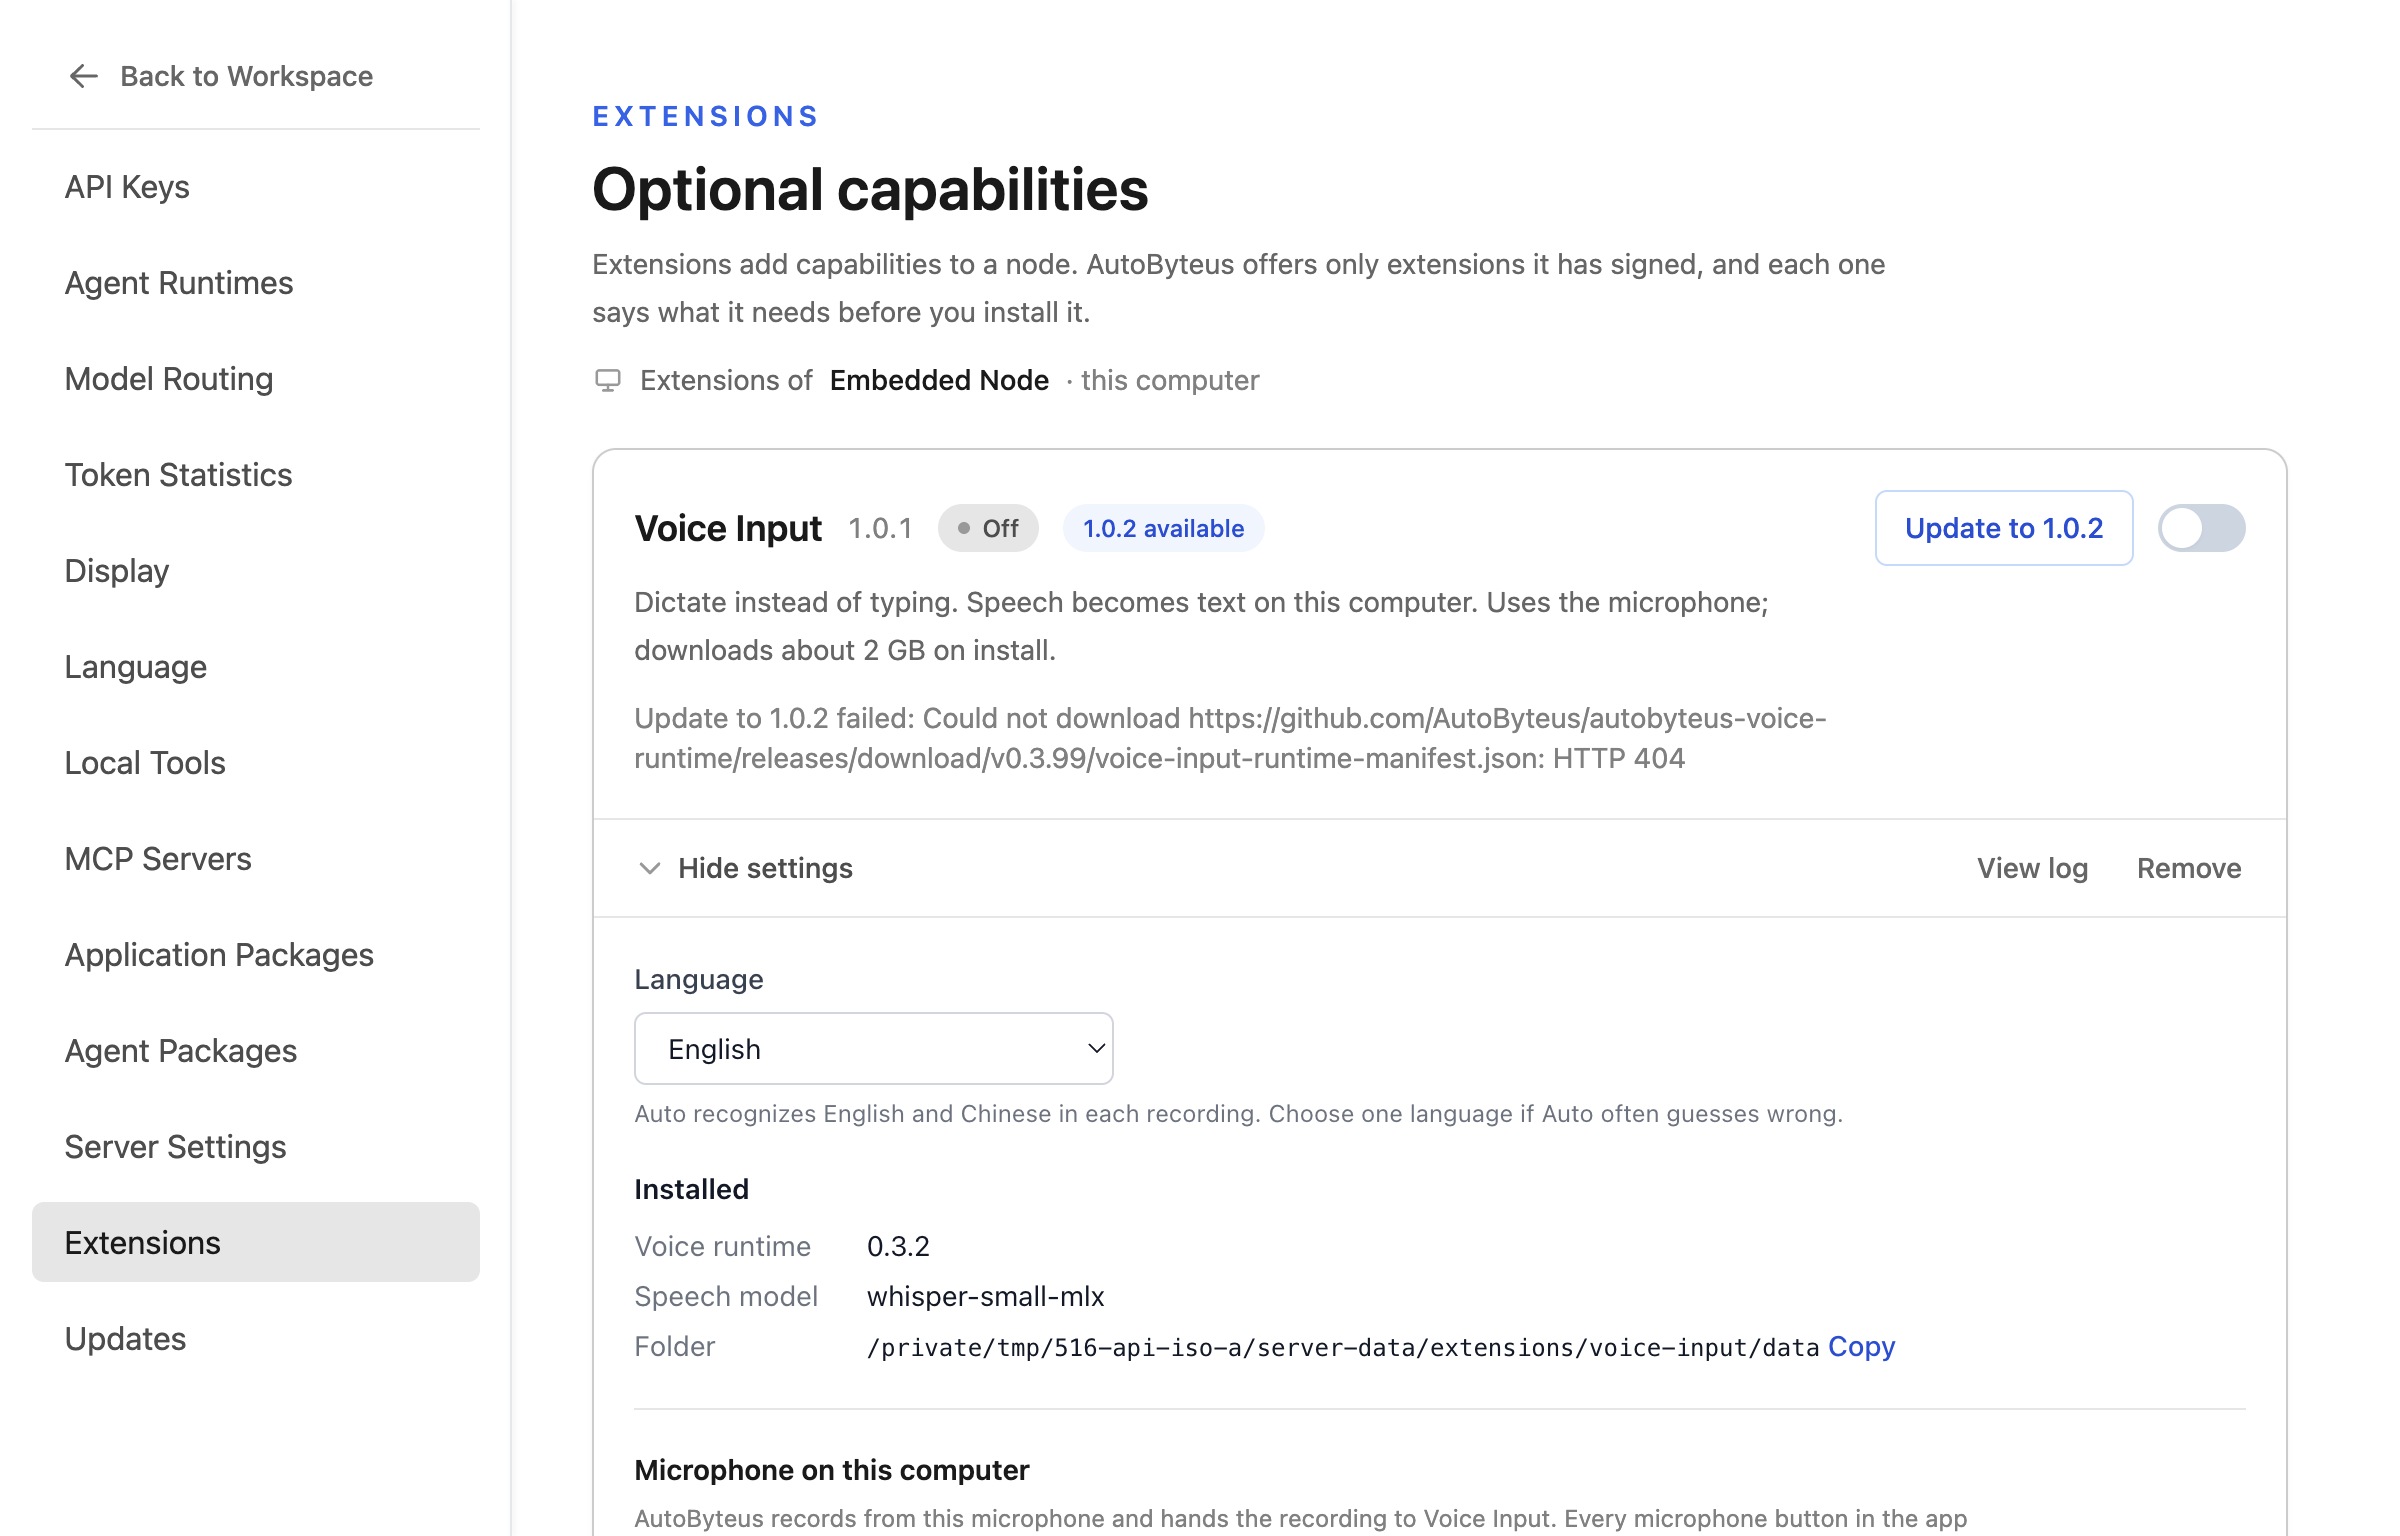 Back to Workspace
API Keys
Agent Runtimes
Model Routing
Token Statistics
Display
Language
Local Tools
MCP Servers
Application Packages
Agent Packages
Server Settings
Extensions
Updates
EXTENSIONS
Optional capabilities
Extensions add capabilities to a node. AutoByteus offers only extensions it has signed, and each one
says what it needs before you install it.
Extensions of Embedded Node · this computer
Voice Input 1.0.1 Off 1.0.2 available Update to 1.0.2
Dictate instead of typing. Speech becomes text on this computer. Uses the microphone;
downloads about 2 GB on install.
Update to 1.0.2 failed: Could not download https://github.com/AutoByteus/autobyteus-voice-
runtime/releases/download/v0.3.99/voice-input-runtime-manifest.json: HTTP 404
Hide settings View log Remove
Language
English
Auto recognizes English and Chinese in each recording. Choose one language if Auto often guesses wrong.
Installed
Voice runtime 0.3.2
Speech model whisper-small-mlx
Folder /private/tmp/516-api-iso-a/server-data/extensions/voice-input/data Copy
Microphone on this computer
AutoByteus records from this microphone and hands the recording to Voice Input. Every microphone button in the app